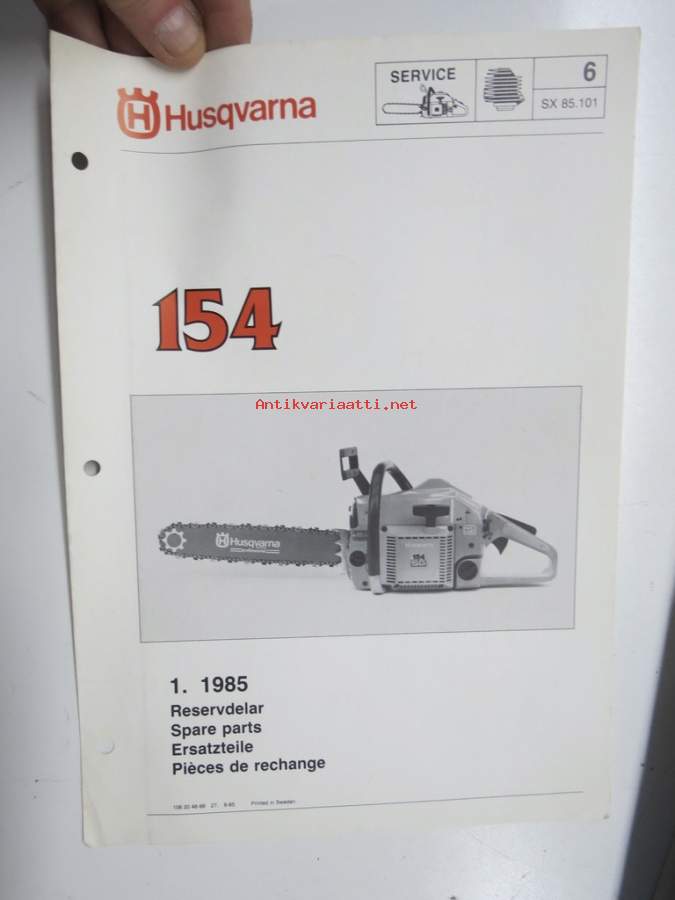 Husqvarna
SERVICE
6
SX 85.101
154
Antikvariaatti.net
Husqvarna
154
1. 1985
Reservdelar
Spare parts
Ersatzteile
Pièces de rechange
Printed in Sweden